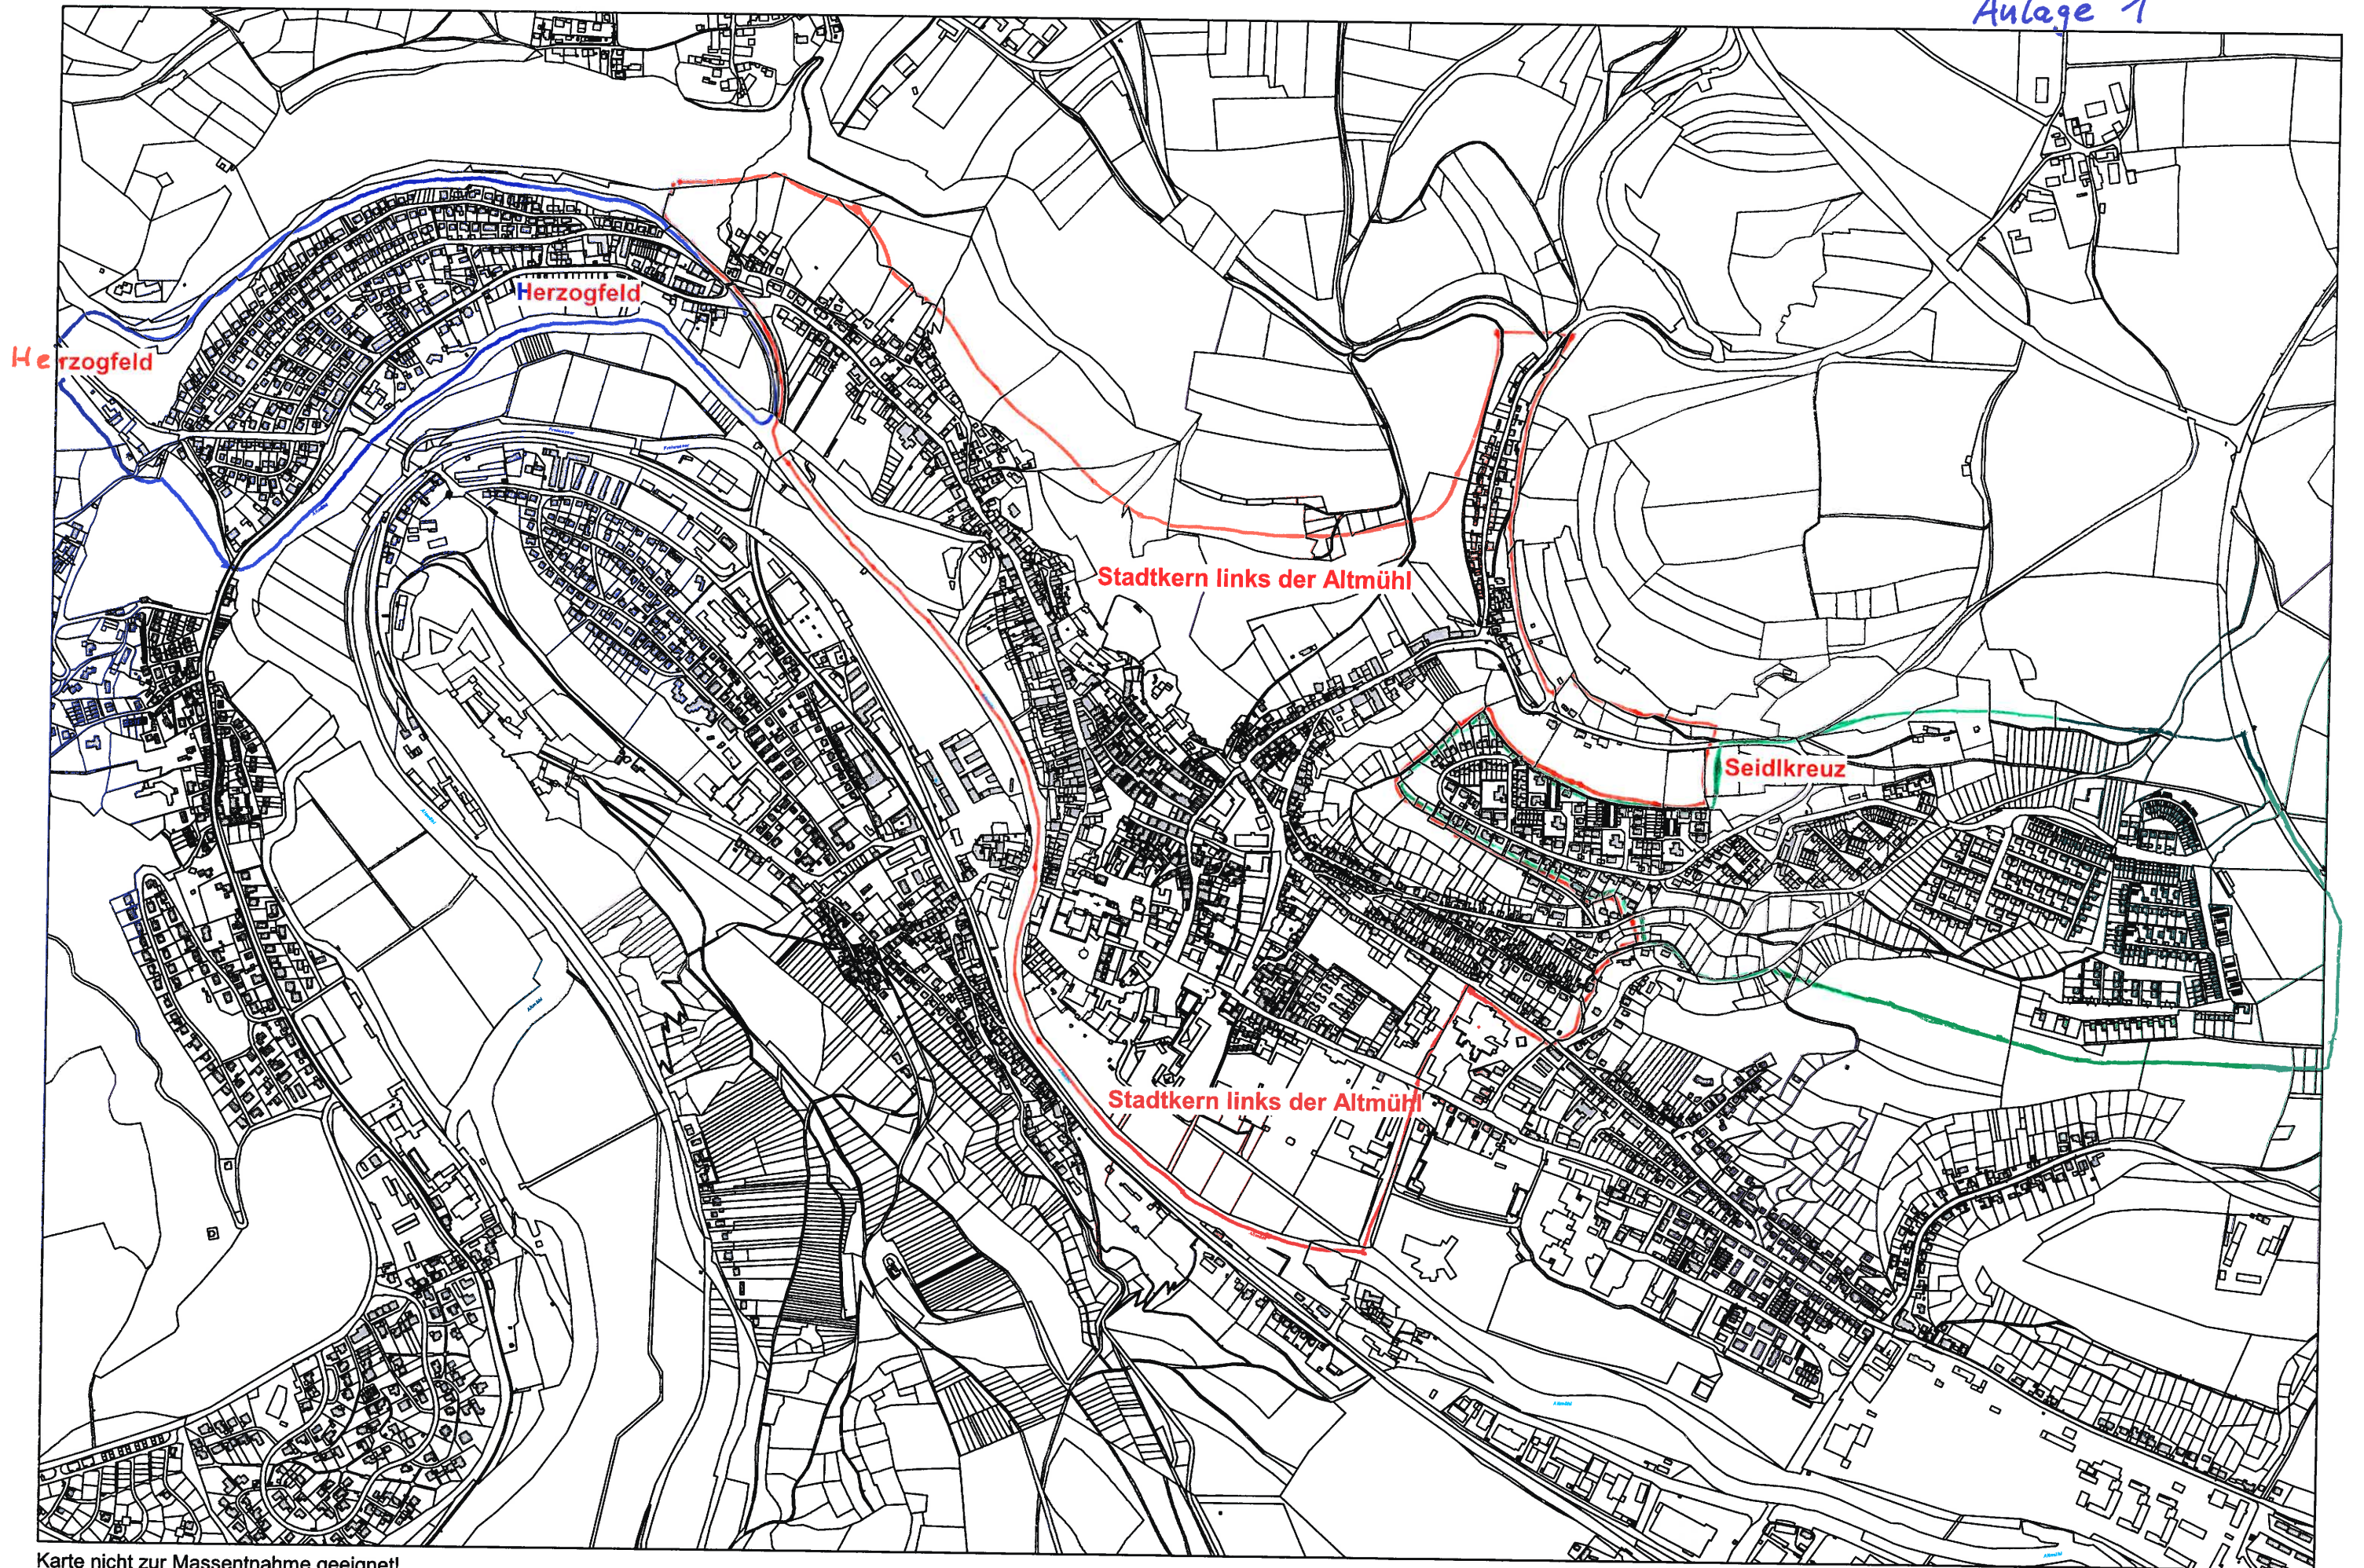 Anlage 1
Herzogfeld
Herzogfeld
Stadtkern links der Altmühl
Seidlkreuz
Stadtkern links der Altmühl
Karte nicht zur Massentnahme geeignet!